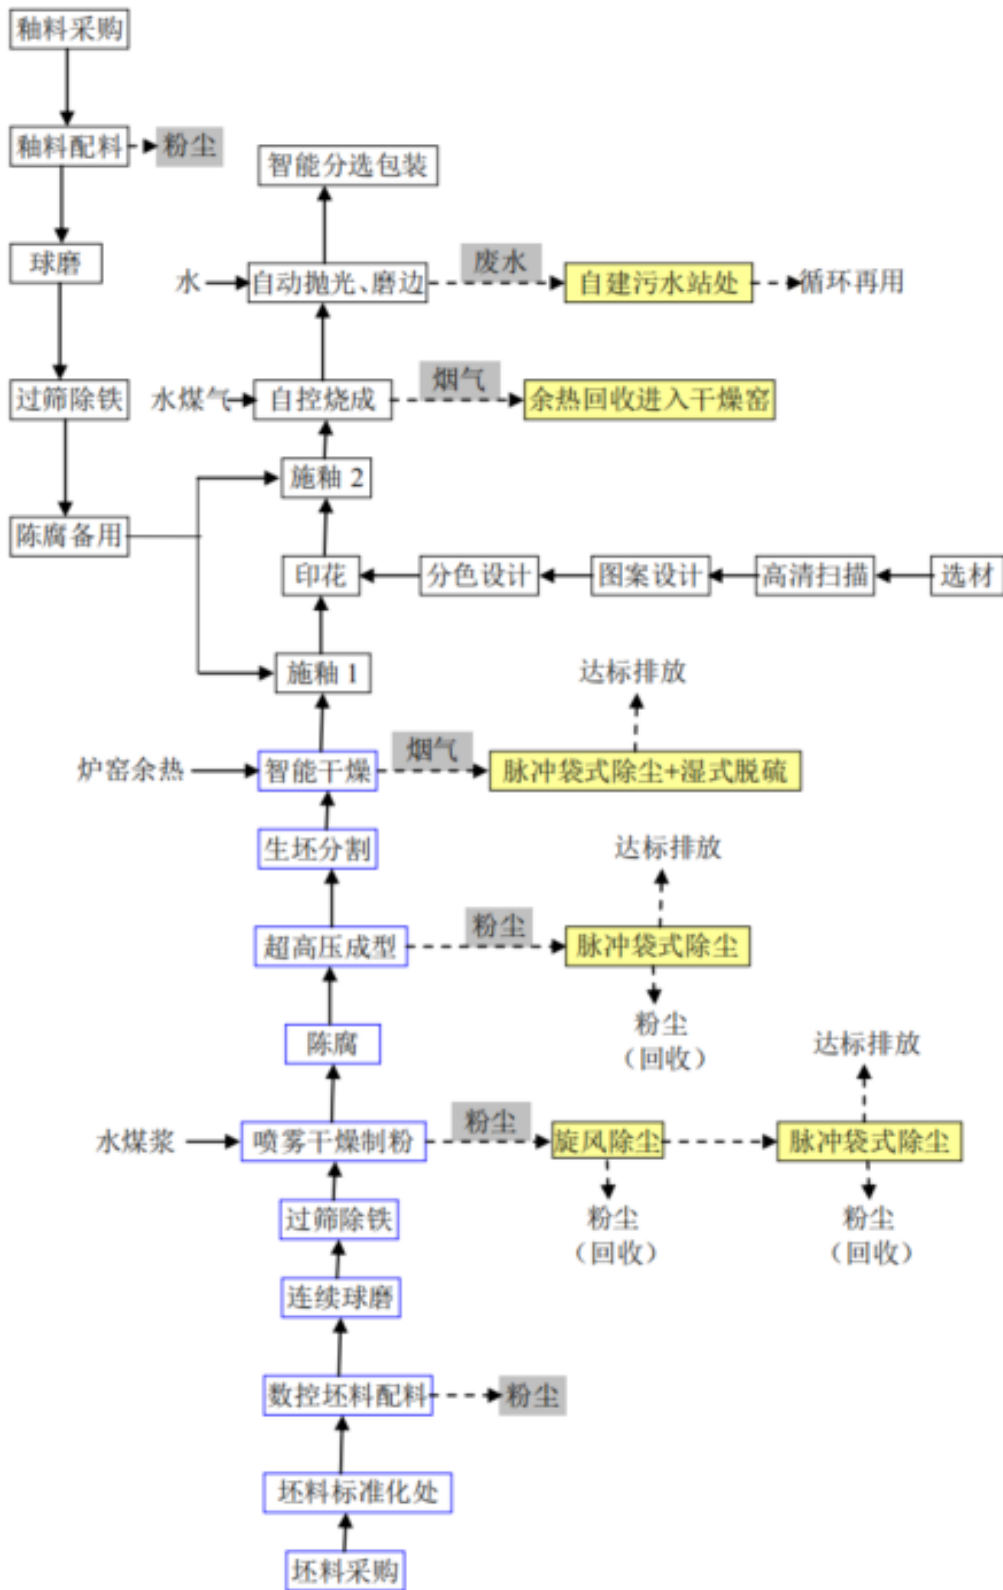 釉料采购
釉料配料
粉尘
智能分选包装
球磨
水
自动抛光、磨边
废水
自建污水站处
循环再用
过筛除铁
水煤气
自控烧成
烟气
余热回收进入干燥窑
施釉 2
陈腐备用
印花
分色设计
图案设计
高清扫描
选材
施釉 1
达标排放
炉窑余热
智能干燥
烟气
脉冲袋式除尘+湿式脱硫
生坯分割
达标排放
超高压成型
粉尘
脉冲袋式除尘
粉尘
（回收）
陈腐
达标排放
水煤浆
喷雾干燥制粉
粉尘
旋风除尘
脉冲袋式除尘
过筛除铁
粉尘
（回收）
粉尘
（回收）
连续球磨
数控坯料配料
粉尘
坯料标准化处
坯料采购